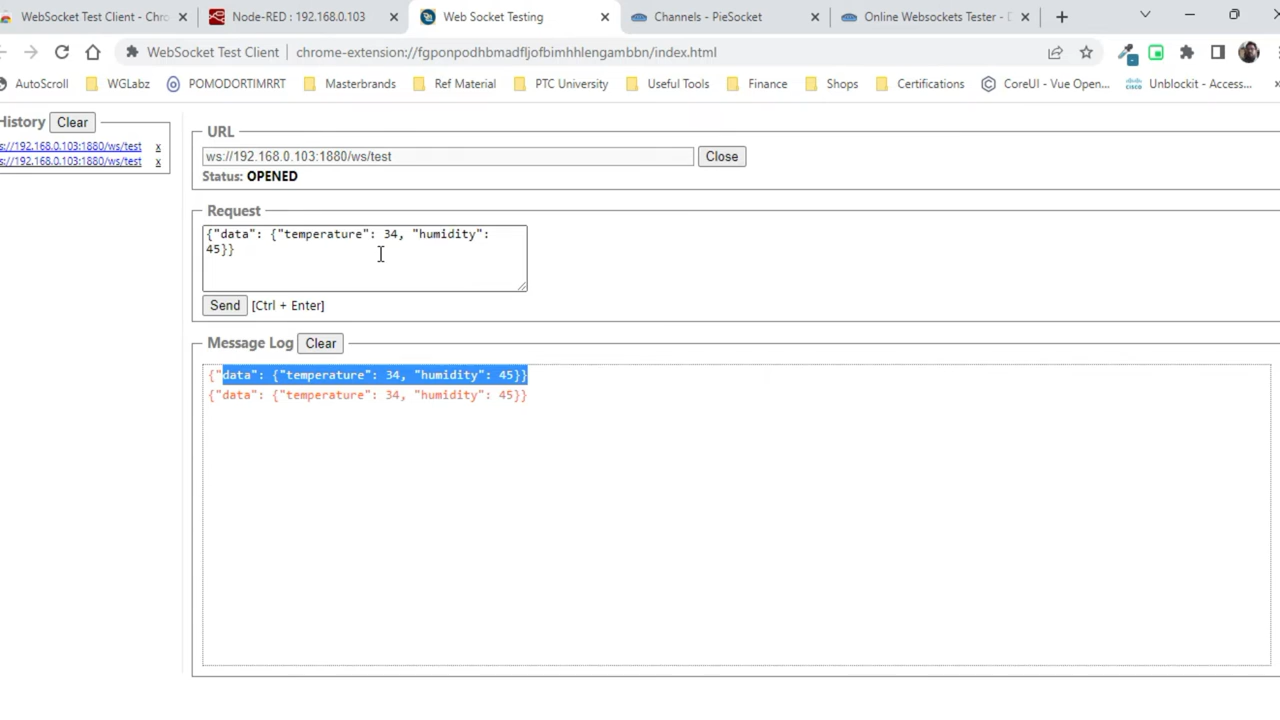 WebSocket Test Client - Chro
Node-RED : 192.168.0.103
Web Socket Testing
Channels - PieSocket
Online Websockets Tester - D
WebSocket Test Client
chrome-extension://fgponpodhbmadfljofbimhhlengambbn/index.html
AutoScroll
WGLabz
POMODORTIMRRT
Masterbrands
Ref Material
PTC University
Useful Tools
Finance
Shops
Certifications
CoreUI - Vue Open...
Unblockit - Access...
History Clear
s://192.168.0.103:1880/ws/test x
s://192.168.0.103:1880/ws/test x
URL
ws://192.168.0.103:1880/ws/test Close
Status: OPENED
Request
{"data": {"temperature": 34, "humidity":
45}}
Send [Ctrl + Enter]
Message Log Clear
{"data": {"temperature": 34, "humidity": 45}}
{"data": {"temperature": 34, "humidity": 45}}